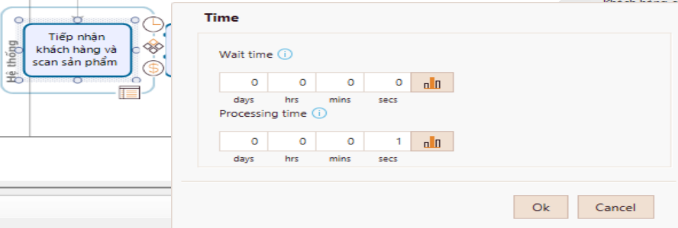 Time
Hệ thống
Tiếp nhận
khách hàng và
scan sản phẩm
Wait time
0 0 0 0
days hrs mins secs
Processing time
0 0 0 1
days hrs mins secs
Ok Cancel